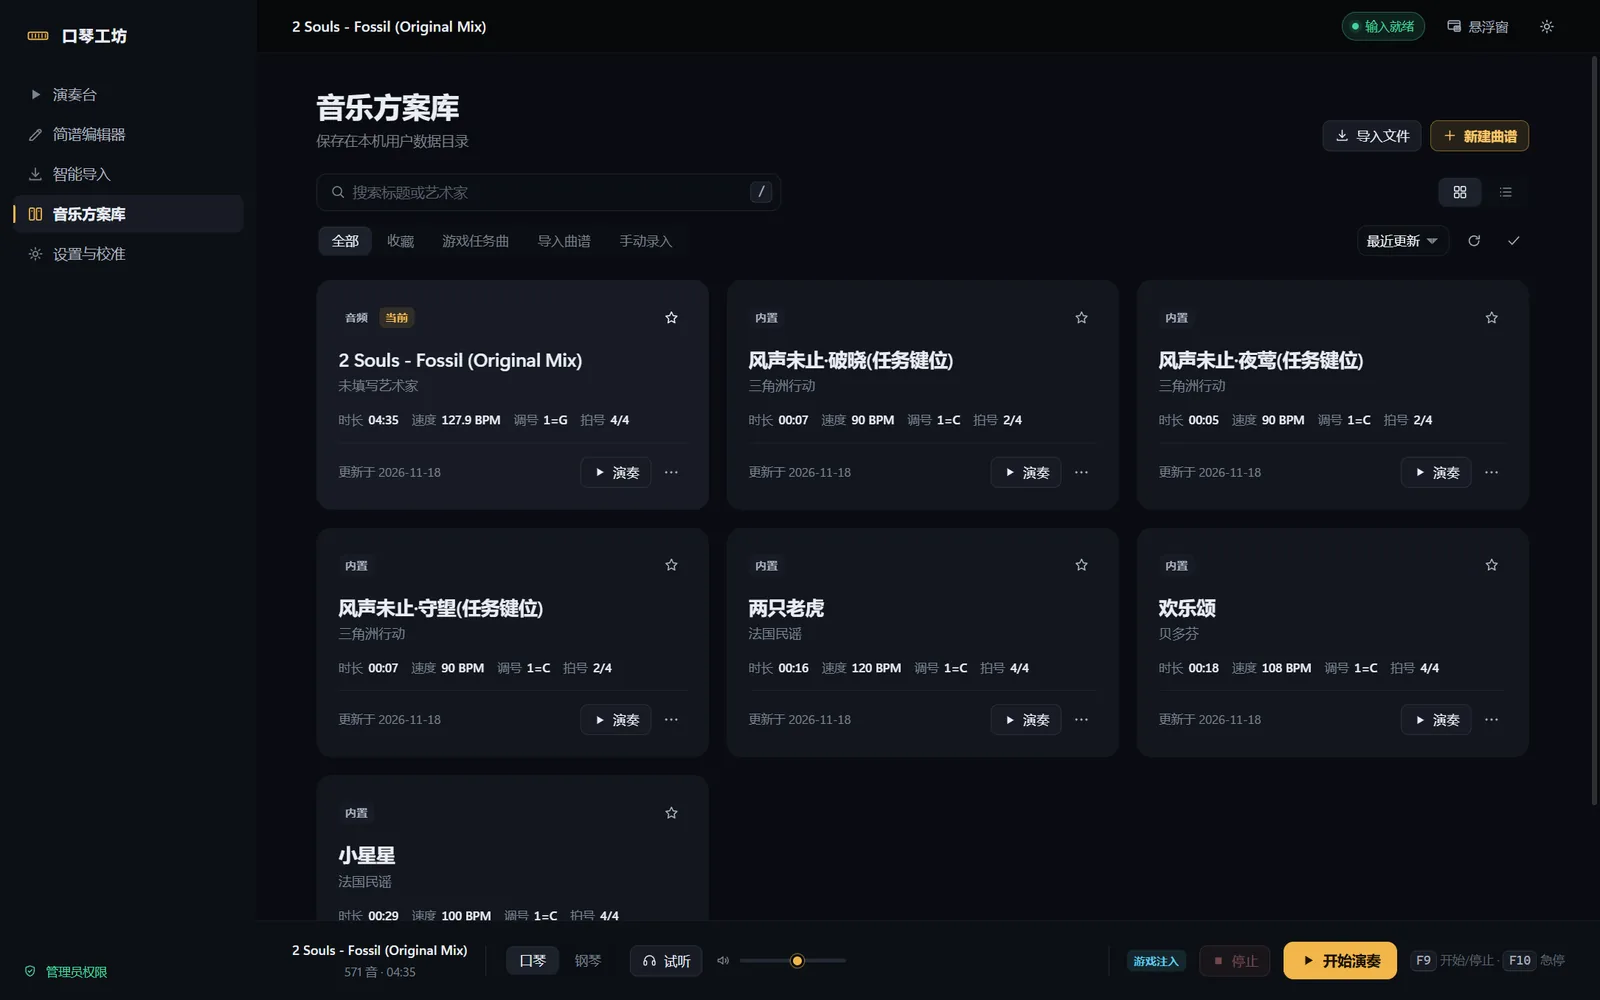 口琴工坊
演奏台
简谱编辑器
智能导入
音乐方案库
设置与校准
管理员权限
2 Souls - Fossil (Original Mix)
输入就绪
悬浮窗
音乐方案库
保存在本机用户数据目录
导入文件
新建曲谱
搜索标题或艺术家
/
全部 收藏 游戏任务曲 导入曲谱 手动录入
最近更新
音频 当前
2 Souls - Fossil (Original Mix)
未填写艺术家
时长 04:35 速度 127.9 BPM 调号 1=G 拍号 4/4
更新于 2026-11-18
演奏
内置
风声未止·破晓(任务键位)
三角洲行动
时长 00:07 速度 90 BPM 调号 1=C 拍号 2/4
更新于 2026-11-18
演奏
内置
风声未止·夜莺(任务键位)
三角洲行动
时长 00:05 速度 90 BPM 调号 1=C 拍号 2/4
更新于 2026-11-18
演奏
内置
风声未止·守望(任务键位)
三角洲行动
时长 00:07 速度 90 BPM 调号 1=C 拍号 2/4
更新于 2026-11-18
演奏
内置
两只老虎
法国民谣
时长 00:16 速度 120 BPM 调号 1=C 拍号 4/4
更新于 2026-11-18
演奏
内置
欢乐颂
贝多芬
时长 00:18 速度 108 BPM 调号 1=C 拍号 4/4
更新于 2026-11-18
演奏
内置
小星星
法国民谣
时长 00:29 速度 100 BPM 调号 1=C 拍号 4/4
2 Souls - Fossil (Original Mix)
571 音 · 04:35
口琴 钢琴
试听
游戏注入
停止
开始演奏
F9 开始/停止 · F10 急停